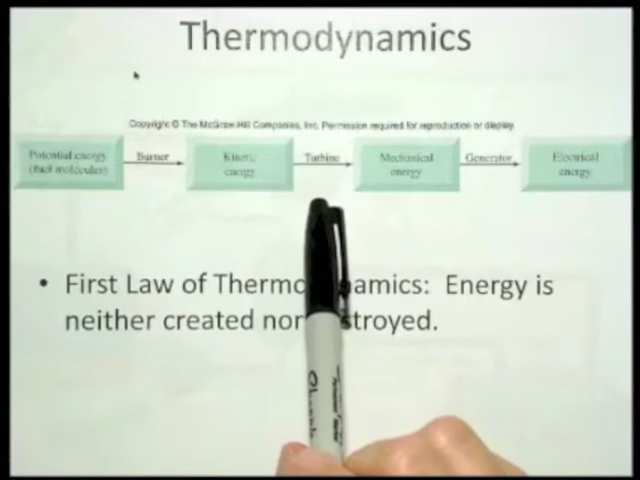 Thermodynamics
Copyright © The McGraw-Hill Companies, Inc. Permission required for reproduction or display.
Potential energy
(fuel molecules)
Burner
Kinetic
energy
Turbine
Mechanical
energy
Generator
Electrical
energy
• First Law of Thermo amics: Energy is
neither created nor stroyed.